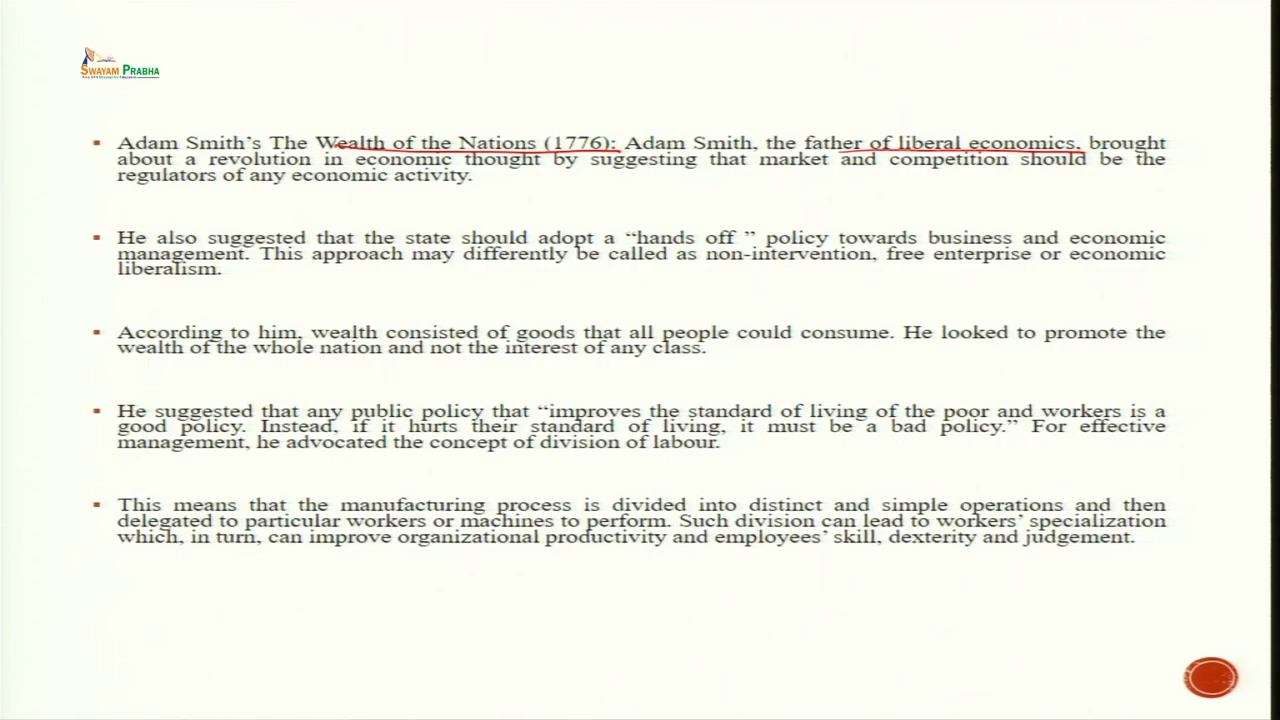 SWAYAM PRABHA
Adam Smith's The Wealth of the Nations (1776): Adam Smith, the father of liberal economics, brought
about a revolution in economic thought by suggesting that market and competition should be the
regulators of any economic activity.
He also suggested that the state should adopt a “hands off ” policy towards business and economic
management. This approach may differently be called as non-intervention, free enterprise or economic
liberalism.
According to him, wealth consisted of goods that all people could consume. He looked to promote the
wealth of the whole nation and not the interest of any class.
He suggested that any public policy that “improves the standard of living of the poor and workers is a
good policy. Instead, if it hurts their standard of living, it must be a bad policy.” For effective
management, he advocated the concept of division of labour.
This means that the manufacturing process is divided into distinct and simple operations and then
delegated to particular workers or machines to perform. Such division can lead to workers' specialization
which, in turn, can improve organizational productivity and employees' skill, dexterity and judgement.